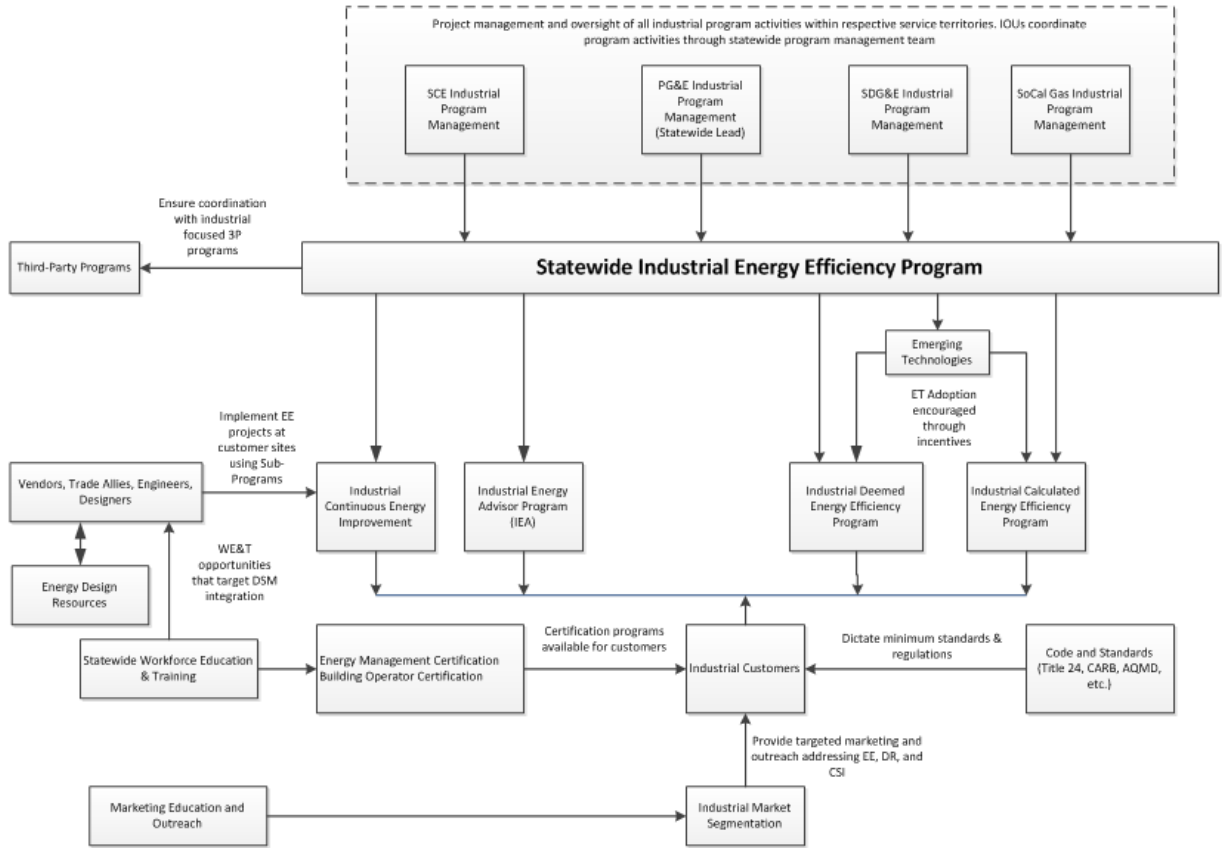 Project management and oversight of all industrial program activities within respective service territories. IOUs coordinate
program activities through statewide program management team
SCE Industrial
Program
Management
PG&E Industrial
Program
Management
(Statewide Lead)
SDG&E Industrial
Program
Management
SoCal Gas Industrial
Program
Management
Ensure coordination
with industrial
focused 3P
programs
Third-Party Programs
Statewide Industrial Energy Efficiency Program
Emerging
Technologies
ET Adoption
encouraged
through
incentives
Implement EE
projects at
customer sites
using Sub-
Programs
Vendors, Trade Allies, Engineers,
Designers
Industrial
Continuous Energy
Improvement
Industrial Energy
Advisor Program
(IEA)
Industrial Deemed
Energy Efficiency
Program
Industrial Calculated
Energy Efficiency
Program
WE&T
opportunities
that target DSM
integration
Energy Design
Resources
Statewide Workforce Education
& Training
Energy Management Certification
Building Operator Certification
Certification programs
available for customers
Industrial Customers
Dictate minimum standards &
regulations
Code and Standards
(Title 24, CARB, AQMD,
etc.)
Provide targeted marketing and
outreach addressing EE, DR, and
CSI
Marketing Education and
Outreach
Industrial Market
Segmentation